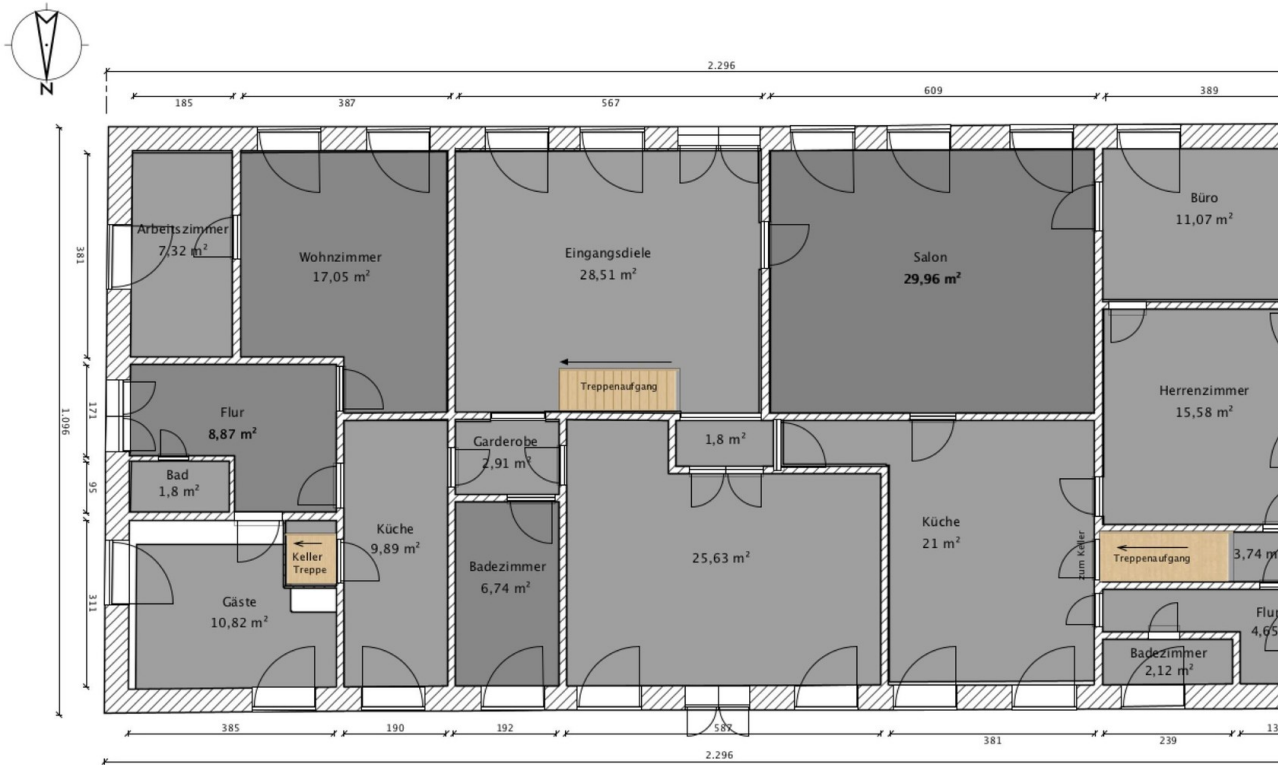 N
2.296
185
387
567
609
389
381
171
95
311
1.096
Arbeitszimmer
7,32 m²
Wohnzimmer
17,05 m²
Eingangsdiele
28,51 m²
Salon
29,96 m²
Büro
11,07 m²
Treppenaufgang
Herrenzimmer
15,58 m²
Flur
8,87 m²
Bad
1,8 m²
Garderobe
2,91 m²
1,8 m²
Küche
9,89 m²
Badezimmer
6,74 m²
25,63 m²
Küche
21 m²
zum Keller
Treppenaufgang
3,74 m
Keller
Treppe
Gäste
10,82 m²
Flur
4,65
Badezimmer
2,12 m²
385
190
192
587
381
239
13
2.296